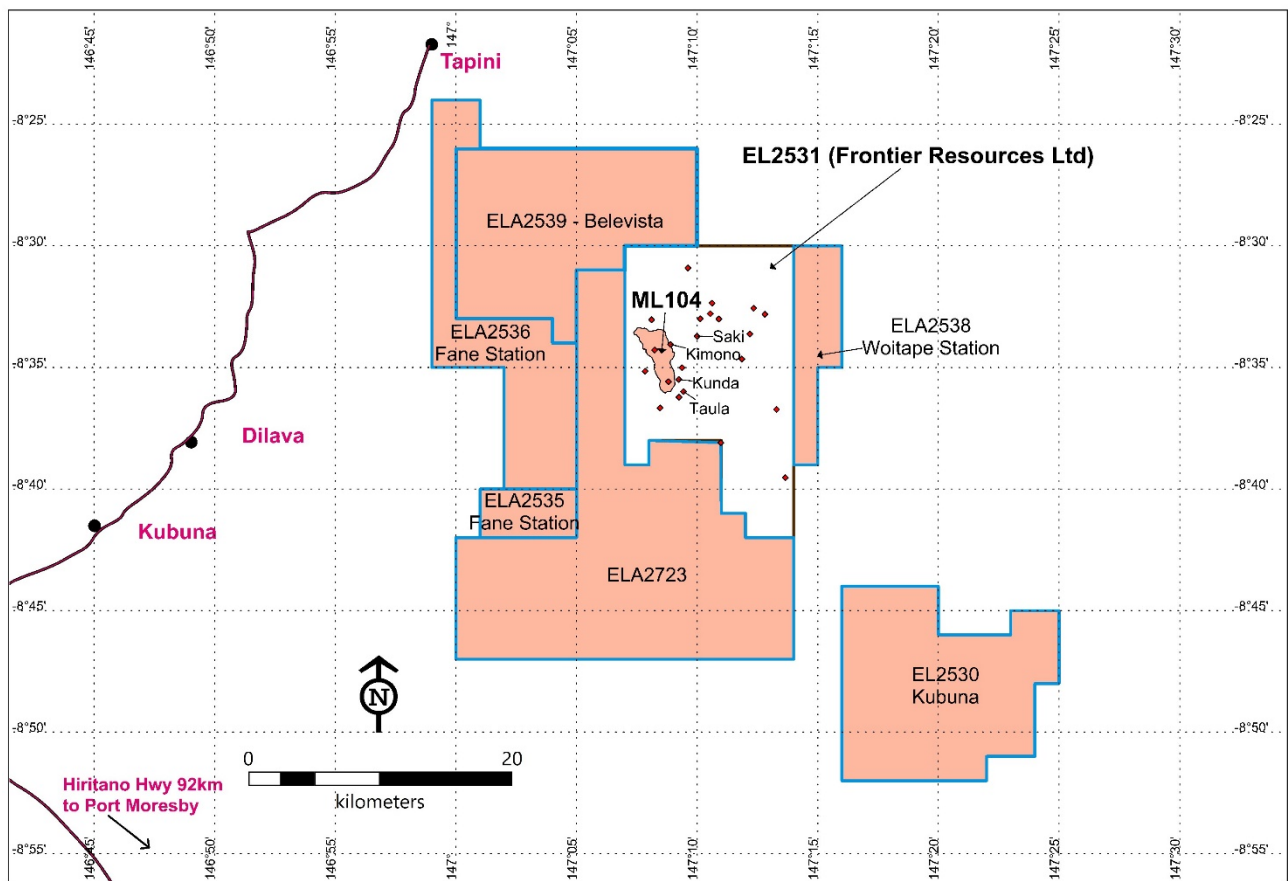 146°45'
146°50'
146°55'
147°
147°05'
147°10'
147°15'
147°20'
147°25'
147°30'
Tapini
-8°25'
-8°25'
EL2531 (Frontier Resources Ltd)
ELA2539 - Belevista
-8°30'
-8°30'
ML104
ELA2536
Fane Station
Saki
Kimono
ELA2538
Woitape Station
-8°35'
-8°35'
Kunda
Taula
Dilava
-8°40'
-8°40'
ELA2535
Fane Station
Kubuna
ELA2723
-8°45'
-8°45'
EL2530
Kubuna
N
-8°50'
-8°50'
0
20
kilometers
Hiritano Hwy 92km
to Port Moresby
-8°55'
-8°55'
146°45'
146°50'
146°55'
147°
147°05'
147°10'
147°15'
147°20'
147°25'
147°30'